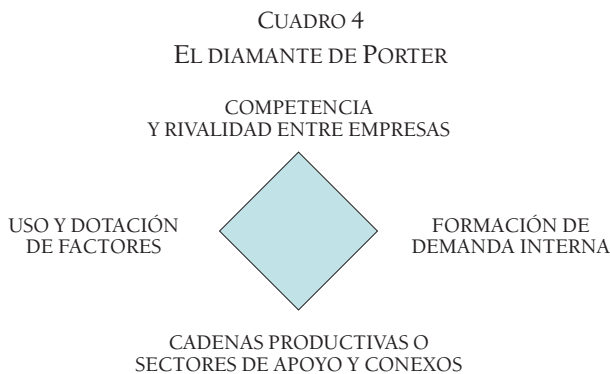 CUADRO 4
EL DIAMANTE DE PORTER
COMPETENCIA
Y RIVALIDAD ENTRE EMPRESAS
USO Y DOTACIÓN
DE FACTORES
FORMACIÓN DE
DEMANDA INTERNA
CADENAS PRODUCTIVAS O
SECTORES DE APOYO Y CONEXOS